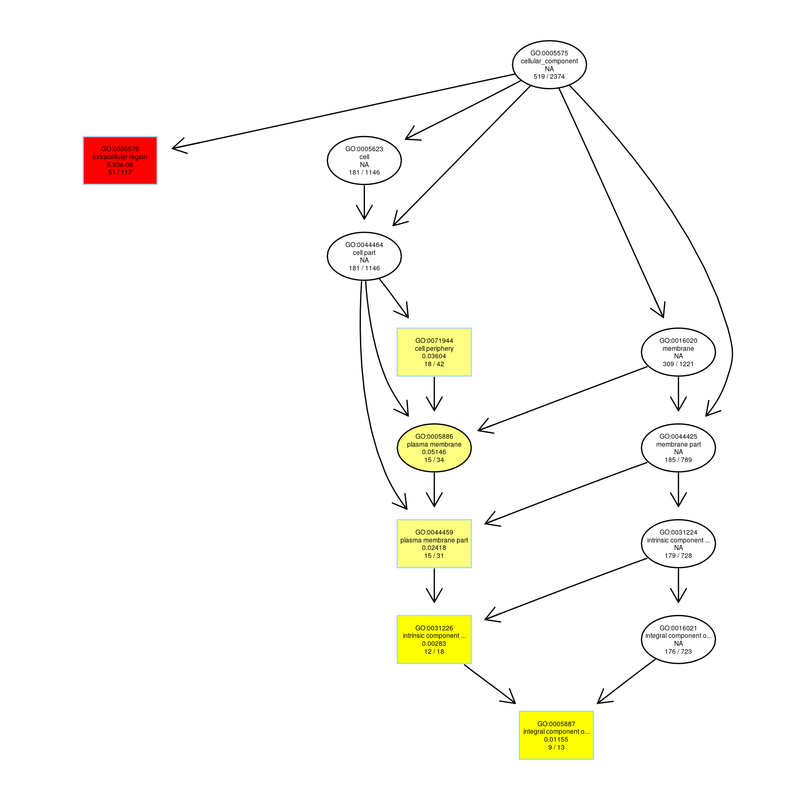 GO:0005575
cellular_component
NA
519 / 2374
GO:0005576
extracellular region
5.93e-06
51 / 117
GO:0005623
cell
NA
181 / 1146
GO:0044464
cell part
NA
181 / 1146
GO:0071944
cell periphery
0.03604
18 / 42
GO:0016020
membrane
NA
309 / 1221
GO:0005886
plasma membrane
0.05146
15 / 34
GO:0044425
membrane part
NA
185 / 789
GO:0044459
plasma membrane part
0.02418
15 / 31
GO:0031224
intrinsic component ...
NA
179 / 728
GO:0031226
intrinsic component ...
0.00283
12 / 18
GO:0016021
integral component o...
NA
176 / 723
GO:0005887
integral component o...
0.01155
9 / 13